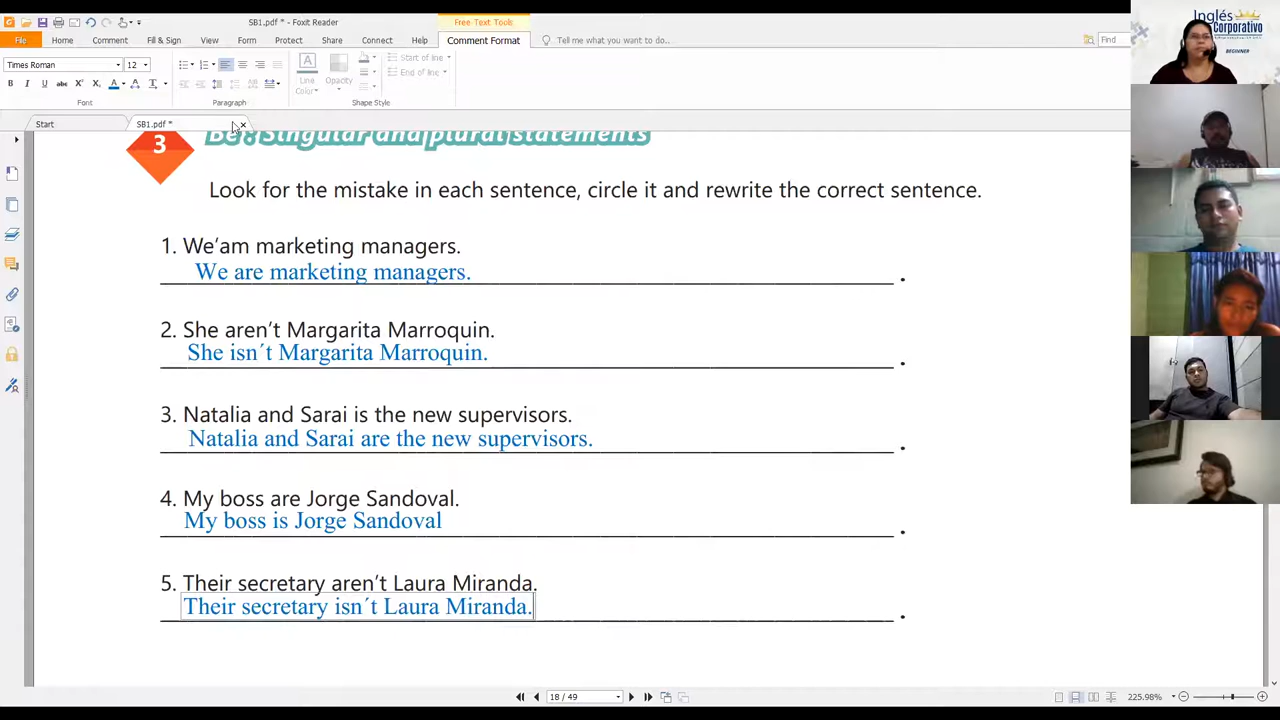 SB1.pdf * - Foxit Reader
Free Text Tools
File Home Comment Fill & Sign View Form Protect Share Connect Help Comment Format Tell me what you want to do... Find
Times Roman 12
Start of line
End of line
Line Color Opacity
Font Paragraph Shape Style
Start SB1.pdf *
3 Be: Singular and plural statements
Look for the mistake in each sentence, circle it and rewrite the correct sentence.
1. We'am marketing managers.
We are marketing managers.
2. She aren't Margarita Marroquin.
She isn´t Margarita Marroquin.
3. Natalia and Sarai is the new supervisors.
Natalia and Sarai are the new supervisors.
4. My boss are Jorge Sandoval.
My boss is Jorge Sandoval
5. Their secretary aren't Laura Miranda.
Their secretary isn´t Laura Miranda.
18 / 49
225.98%
Inglés
Corporativo
BEGINNER